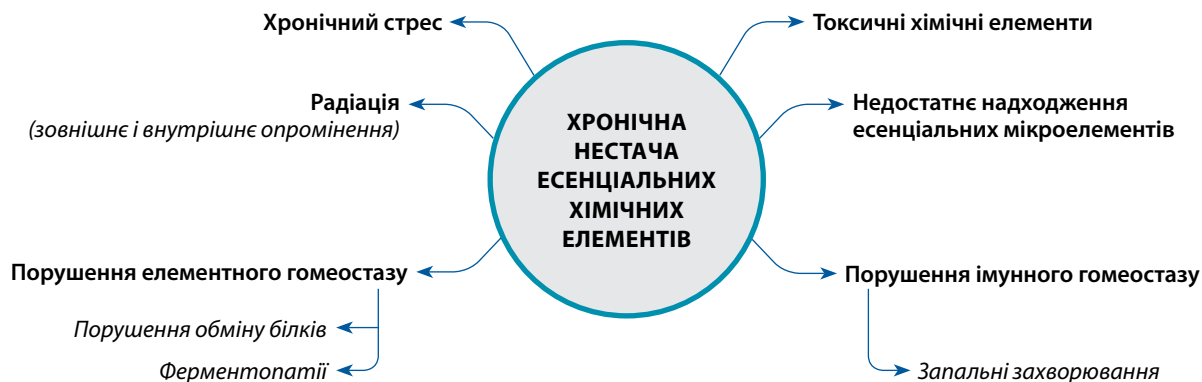 Хронічний стрес
Токсичні хімічні елементи
Радіація
(зовнішнє і внутрішнє опромінення)
Недостатнє надходження
есенціальних мікроелементів
ХРОНІЧНА
НЕСТАЧА
ЕСЕНЦІАЛЬНИХ
ХІМІЧНИХ
ЕЛЕМЕНТІВ
Порушення елементного гомеостазу
Порушення обміну білків
Ферментопатії
Порушення імунного гомеостазу
Запальні захворювання